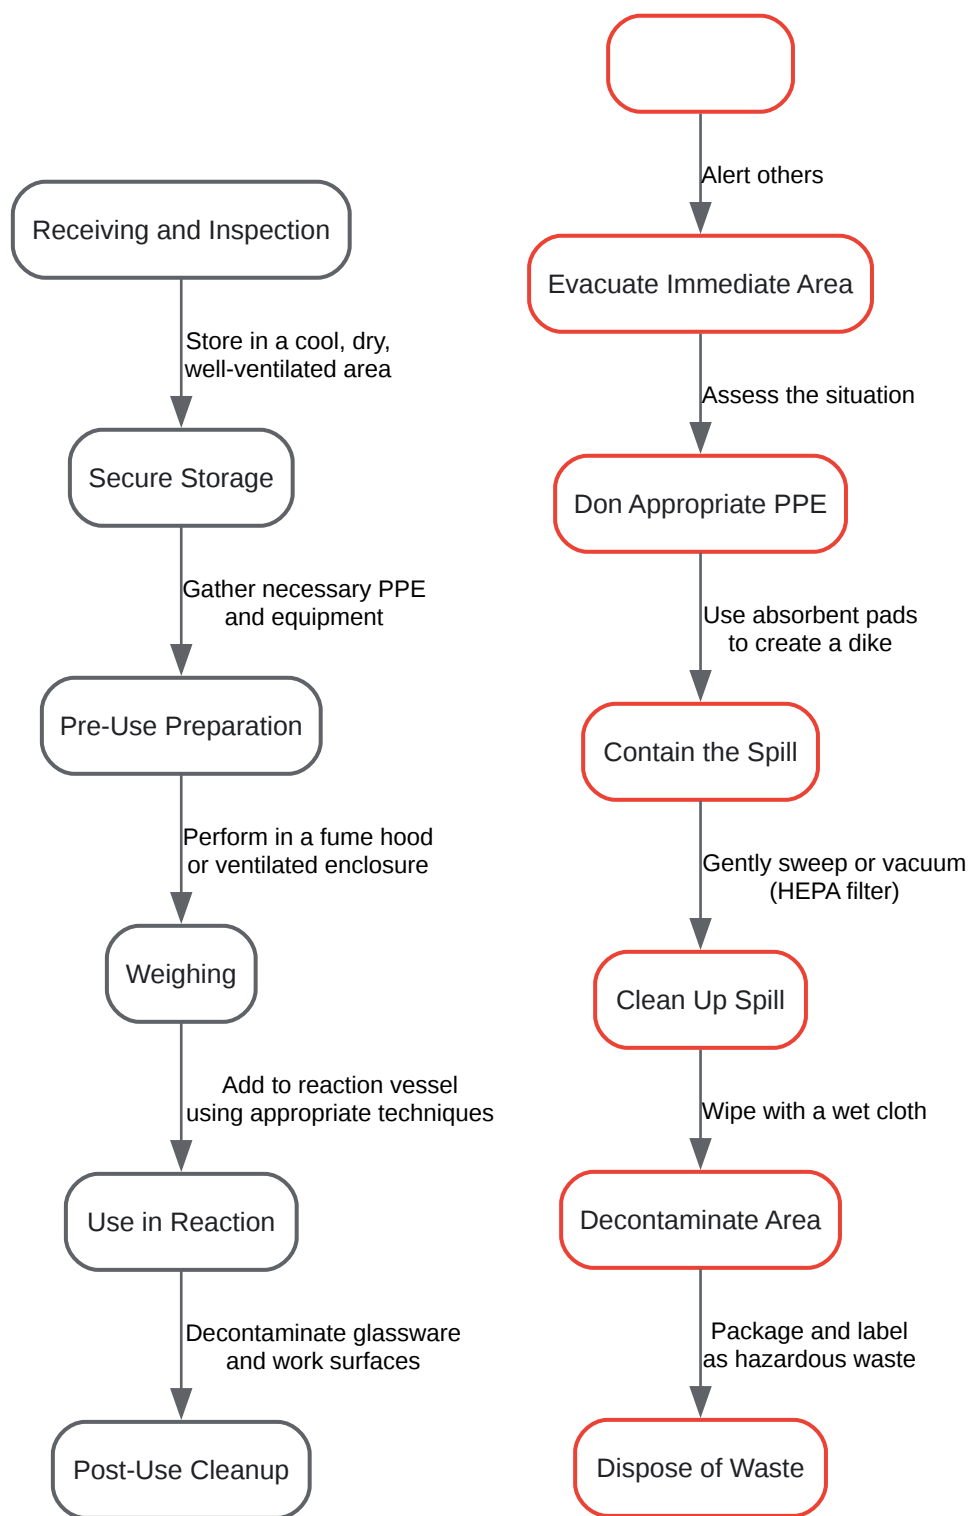 Receiving and Inspection
Store in a cool, dry,
well-ventilated area
Secure Storage
Gather necessary PPE
and equipment
Pre-Use Preparation
Perform in a fume hood
or ventilated enclosure
Weighing
Add to reaction vessel
using appropriate techniques
Use in Reaction
Decontaminate glassware
and work surfaces
Post-Use Cleanup
Alert others
Evacuate Immediate Area
Assess the situation
Don Appropriate PPE
Use absorbent pads
to create a dike
Contain the Spill
Gently sweep or vacuum
(HEPA filter)
Clean Up Spill
Wipe with a wet cloth
Decontaminate Area
Package and label
as hazardous waste
Dispose of Waste